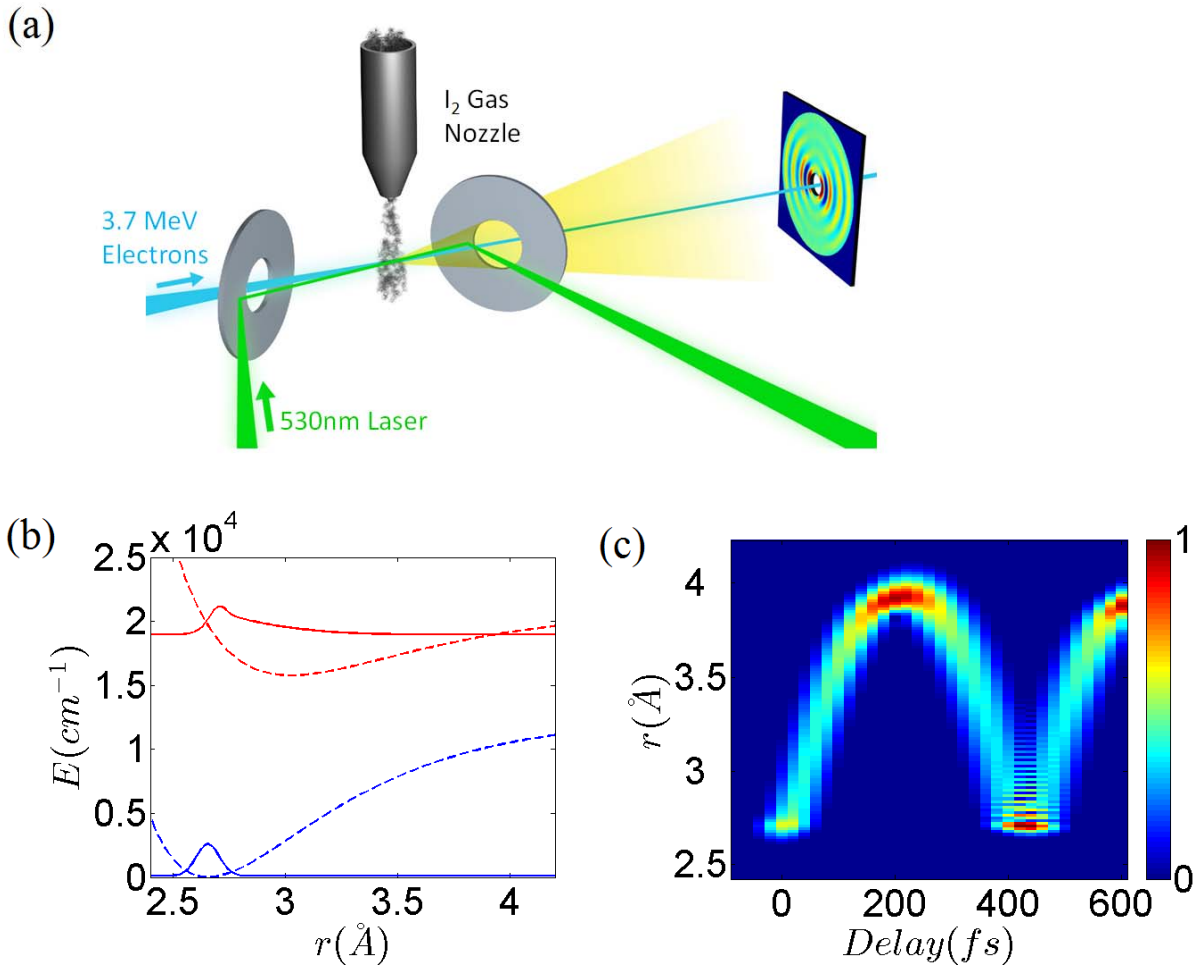 (a)
I₂ Gas
Nozzle
3.7 MeV
Electrons
530nm Laser
(b)
x 10⁴
2.5
2
1.5
1
0.5
0
E(cm⁻¹)
2.5 3 3.5 4
r(Å)
(c)
4
3.5
3
2.5
r(Å)
0 200 400 600
Delay(fs)
1
0